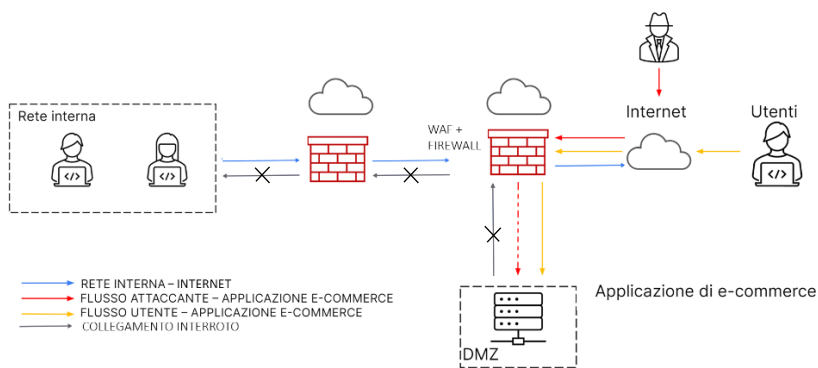 Internet
Utenti
Rete interna
WAF +
FIREWALL
</>
</>
</>
RETE INTERNA – INTERNET
FLUSSO ATTACCANTE – APPLICAZIONE E-COMMERCE
FLUSSO UTENTE – APPLICAZIONE E-COMMERCE
COLLEGAMENTO INTERROTO
Applicazione di e-commerce
DMZ